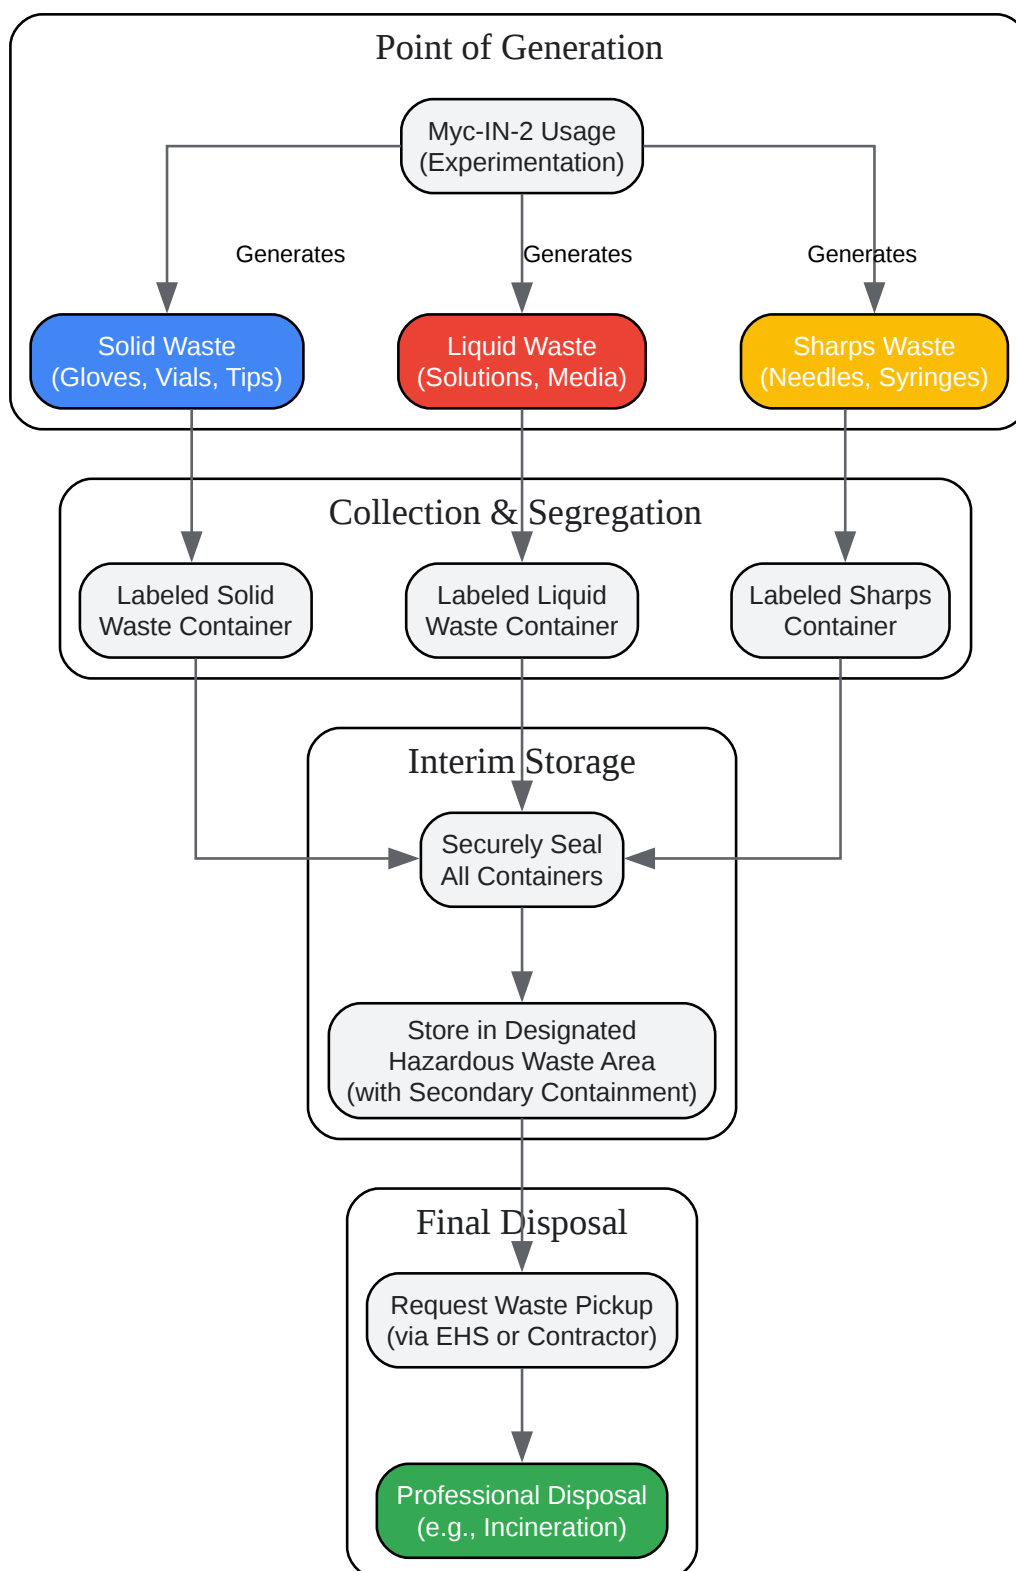 Point of Generation
Myc-IN-2 Usage
(Experimentation)
Generates
Generates
Generates
Solid Waste
(Gloves, Vials, Tips)
Liquid Waste
(Solutions, Media)
Sharps Waste
(Needles, Syringes)
Collection & Segregation
Labeled Solid
Waste Container
Labeled Liquid
Waste Container
Labeled Sharps
Container
Interim Storage
Securely Seal
All Containers
Store in Designated
Hazardous Waste Area
(with Secondary Containment)
Final Disposal
Request Waste Pickup
(via EHS or Contractor)
Professional Disposal
(e.g., Incineration)